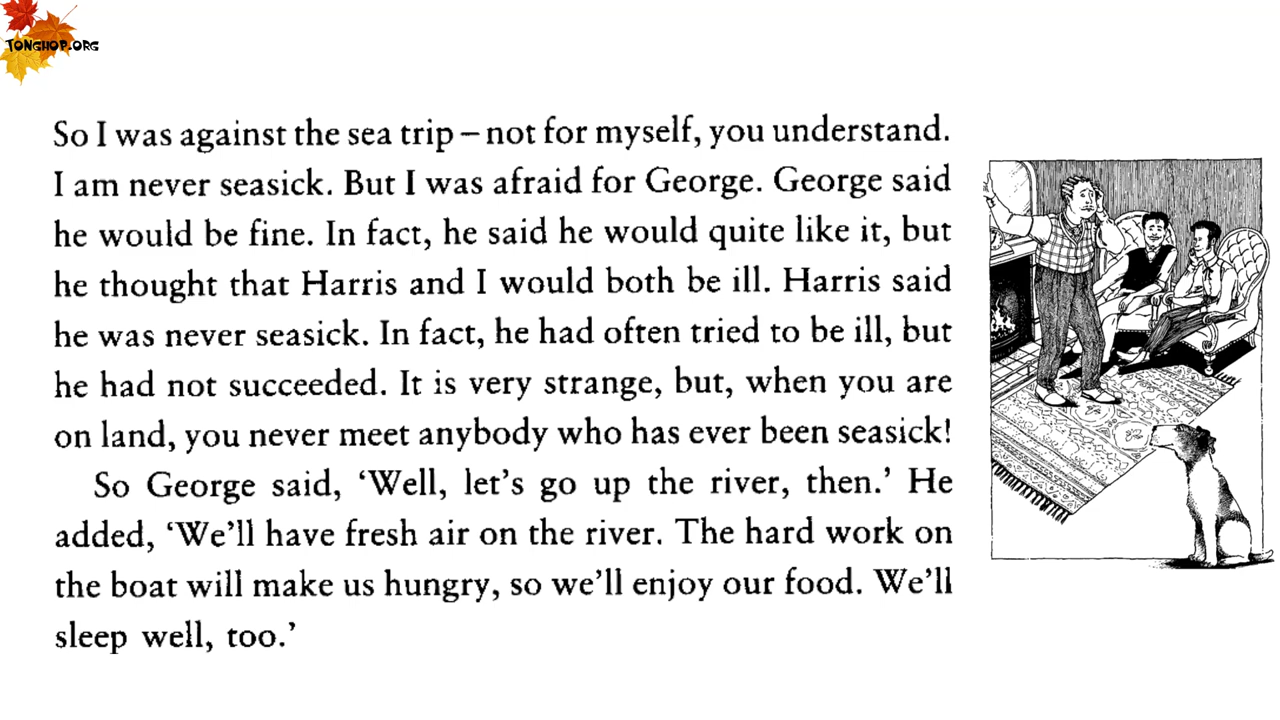 TONGHOP.ORG
So I was against the sea trip – not for myself, you understand.
I am never seasick. But I was afraid for George. George said
he would be fine. In fact, he said he would quite like it, but
he thought that Harris and I would both be ill. Harris said
he was never seasick. In fact, he had often tried to be ill, but
he had not succeeded. It is very strange, but, when you are
on land, you never meet anybody who has ever been seasick!
So George said, ‘Well, let’s go up the river, then.’ He
added, ‘We’ll have fresh air on the river. The hard work on
the boat will make us hungry, so we’ll enjoy our food. We’ll
sleep well, too.’